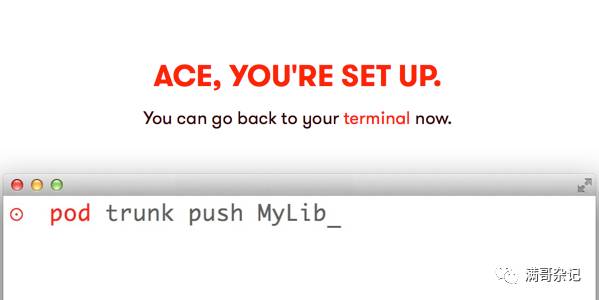 ACE, YOU'RE SET UP.
You can go back to your terminal now.
pod trunk push MyLib_
满哥杂记